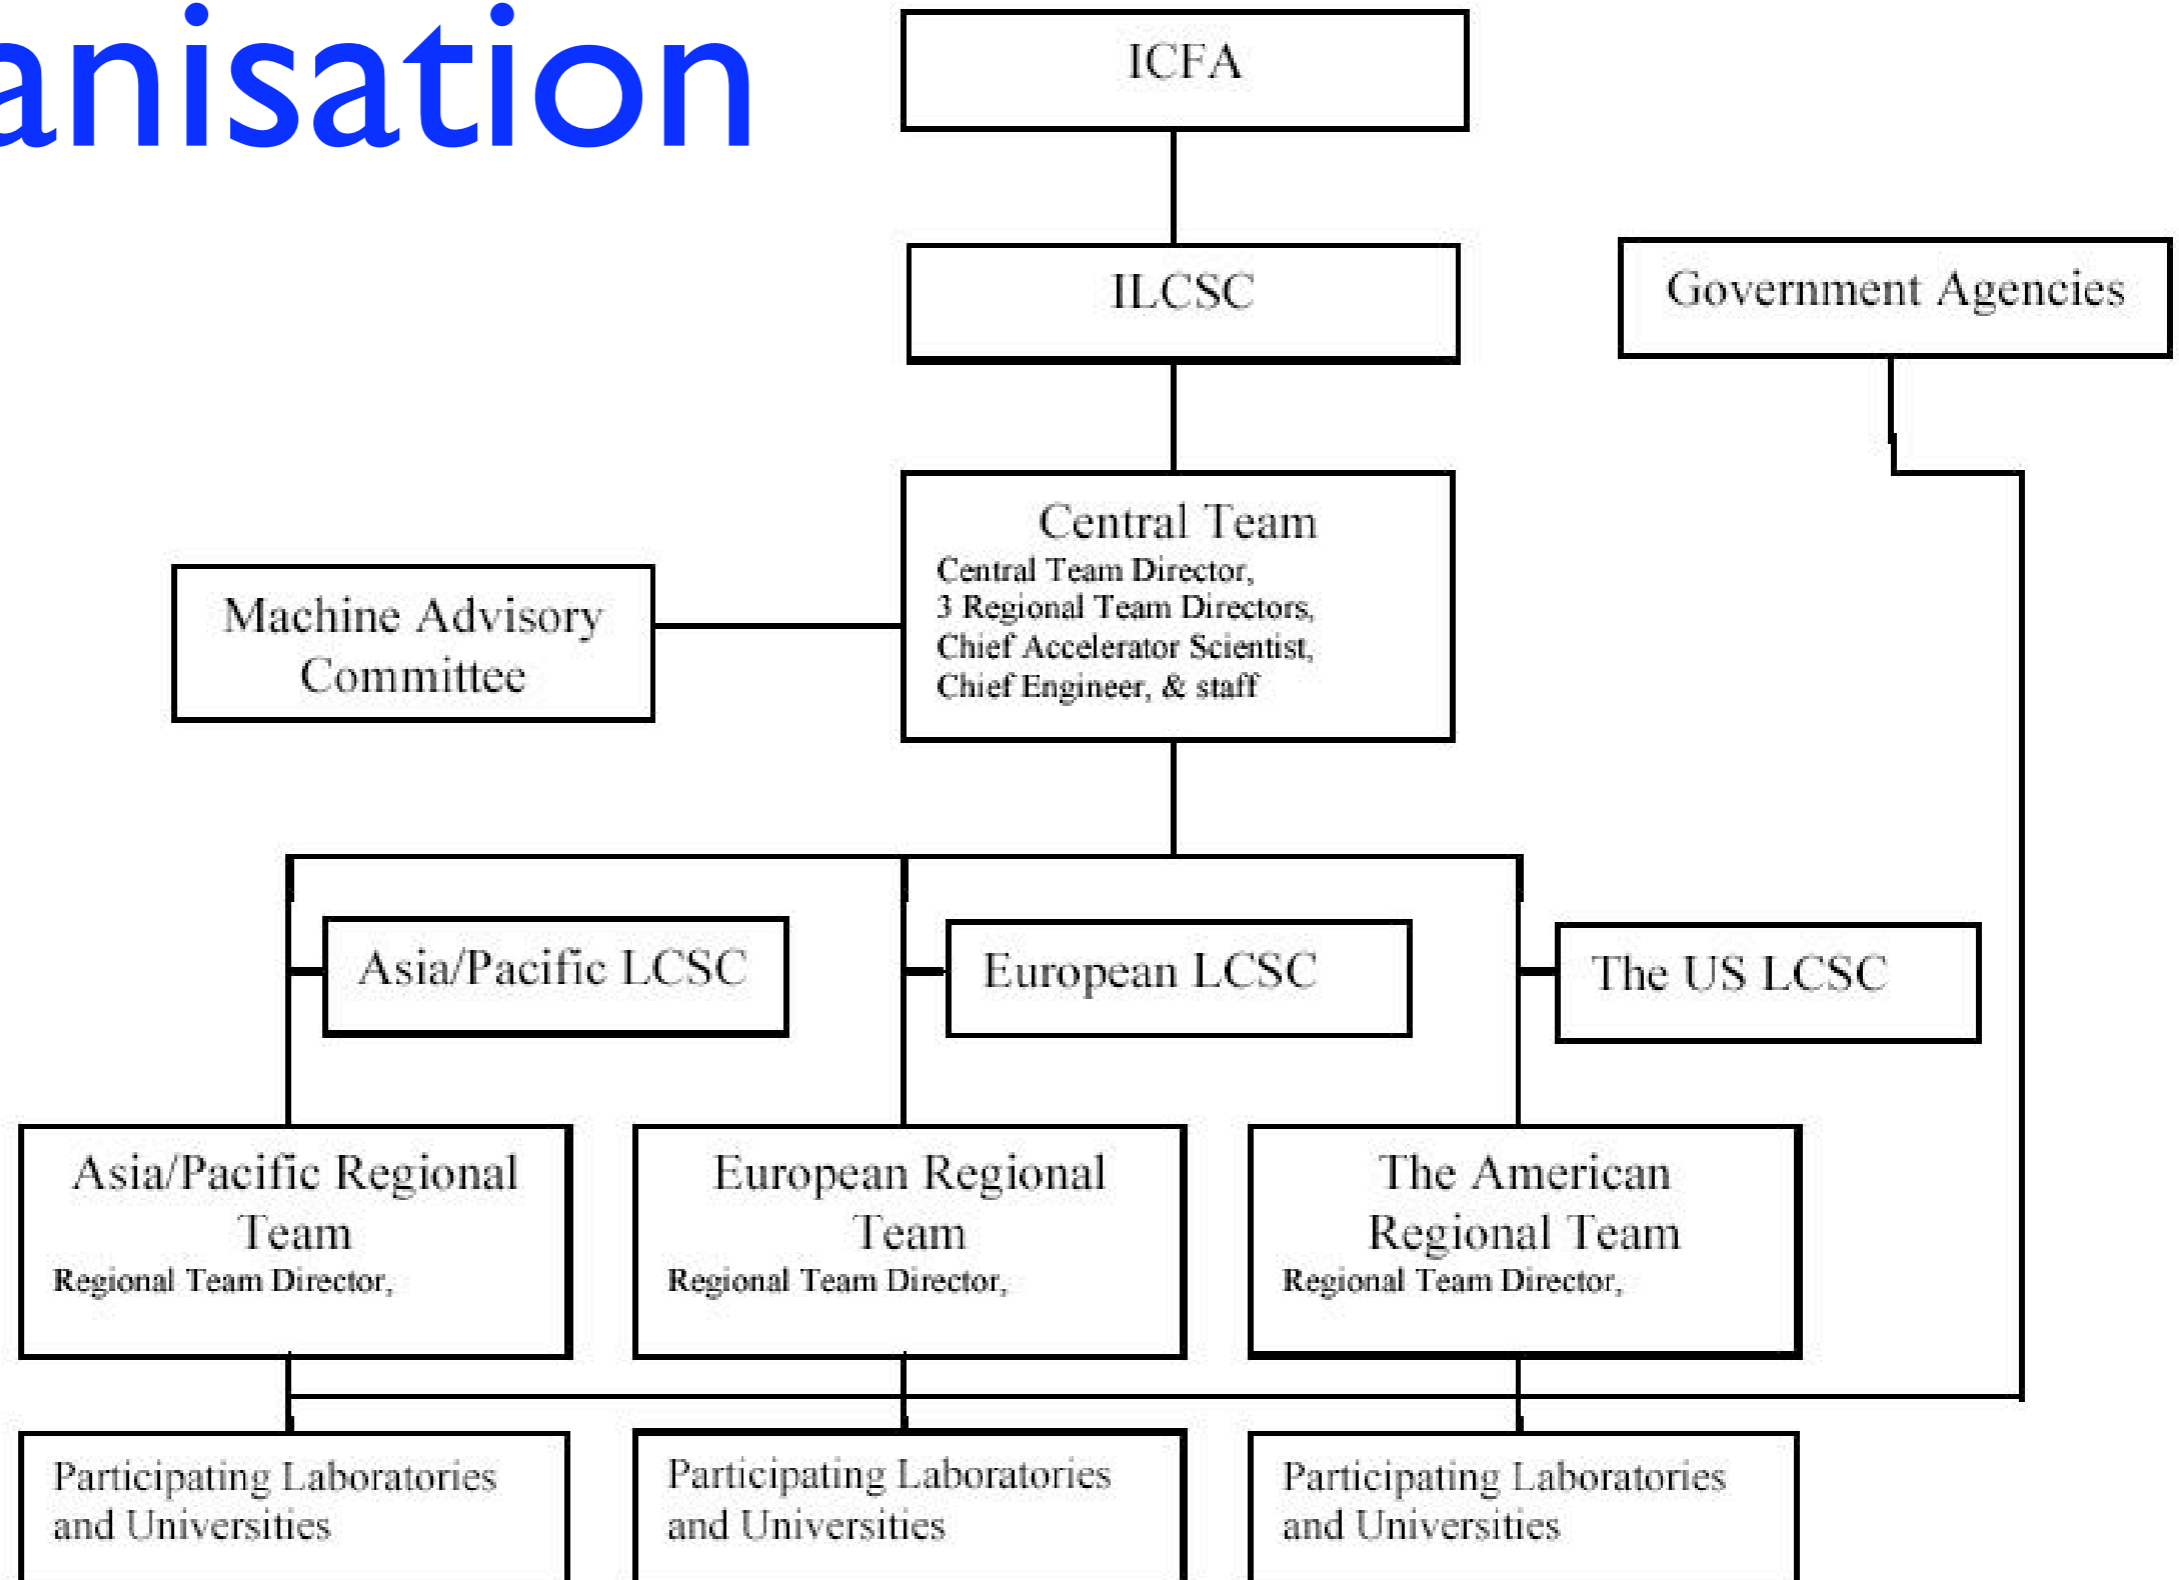 anisation
ICFA
ILCSC
Government Agencies
Central Team
Central Team Director,
3 Regional Team Directors,
Chief Accelerator Scientist,
Chief Engineer, & staff
Machine Advisory
Committee
Asia/Pacific LCSC
European LCSC
The US LCSC
Asia/Pacific Regional
Team
Regional Team Director,
European Regional
Team
Regional Team Director,
The American
Regional Team
Regional Team Director,
Participating Laboratories
and Universities
Participating Laboratories
and Universities
Participating Laboratories
and Universities